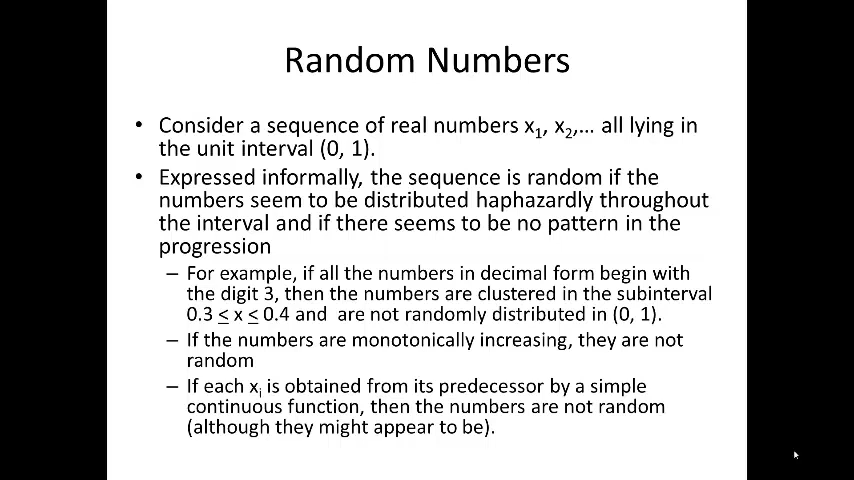 Random Numbers
• Consider a sequence of real numbers x₁, x₂,… all lying in
the unit interval (0, 1).
• Expressed informally, the sequence is random if the
numbers seem to be distributed haphazardly throughout
the interval and if there seems to be no pattern in the
progression
– For example, if all the numbers in decimal form begin with
the digit 3, then the numbers are clustered in the subinterval
0.3 ≤ x ≤ 0.4 and are not randomly distributed in (0, 1).
– If the numbers are monotonically increasing, they are not
random
– If each xᵢ is obtained from its predecessor by a simple
continuous function, then the numbers are not random
(although they might appear to be).